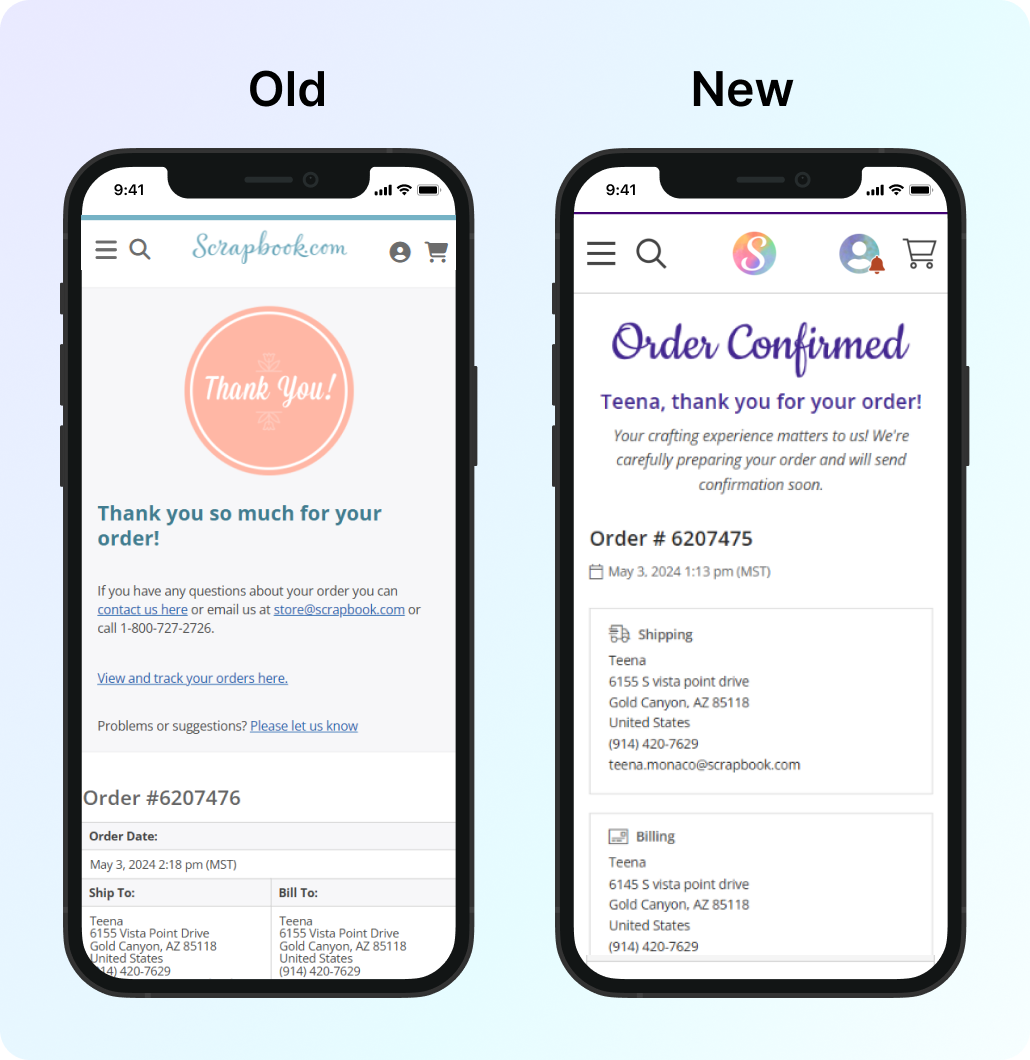 Old
New
9:41
Scrapbook.com
Thank You!
Thank you so much for your
order!
If you have any questions about your order you can
contact us here or email us at store@scrapbook.com or
call 1-800-727-2726.
View and track your orders here.
Problems or suggestions? Please let us know
Order #6207476
Order Date:
May 3, 2024 2:18 pm (MST)
Ship To:
Bill To:
Teena
6155 Vista Point Drive
Gold Canyon, AZ 85118
United States
(914) 420-7629
Teena
6155 Vista Point Drive
Gold Canyon, AZ 85118
United States
(914) 420-7629
9:41
S
Order Confirmed
Teena, thank you for your order!
Your crafting experience matters to us! We're
carefully preparing your order and will send
confirmation soon.
Order # 6207475
May 3, 2024 1:13 pm (MST)
Shipping
Teena
6155 S vista point drive
Gold Canyon, AZ 85118
United States
(914) 420-7629
teena.monaco@scrapbook.com
Billing
Teena
6145 S vista point drive
Gold Canyon, AZ 85118
United States
(914) 420-7629